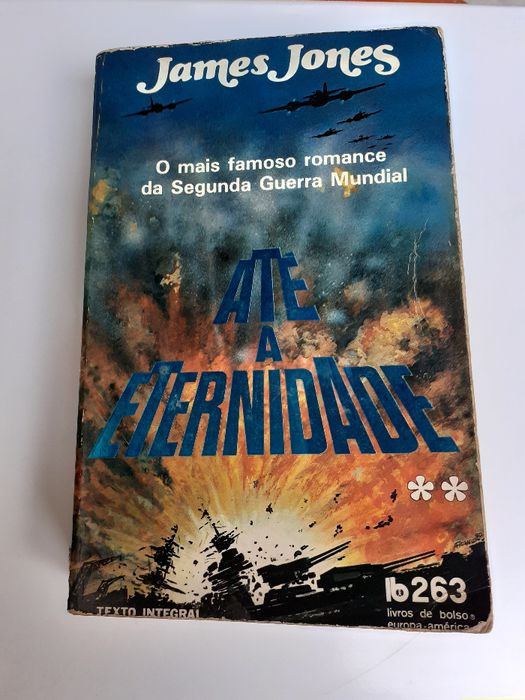 James Jones
O mais famoso romance
da Segunda Guerra Mundial
ATÉ
A
ETERNIDADE
**
TEXTO INTEGRAL
lb263
livros de bolso®
europa-américa